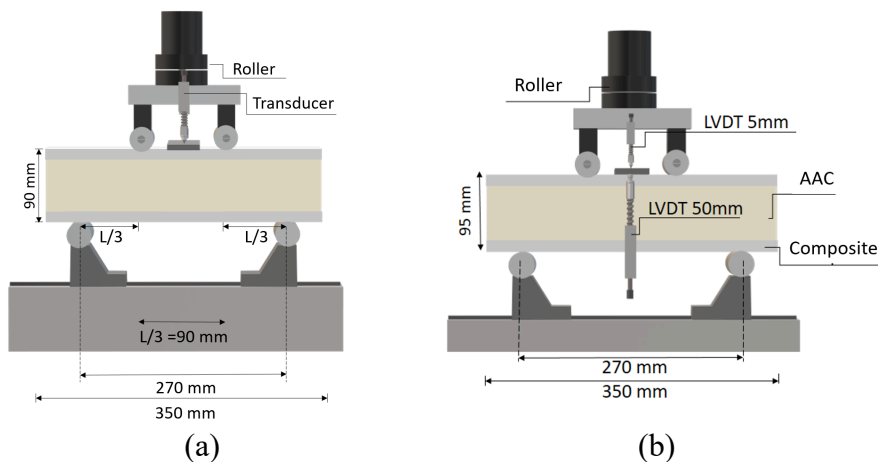 Roller
Transducer
90 mm
L/3
L/3
L/3 =90 mm
270 mm
350 mm
(a)
Roller
LVDT 5mm
AAC
95 mm
LVDT 50mm
Composite
270 mm
350 mm
(b)